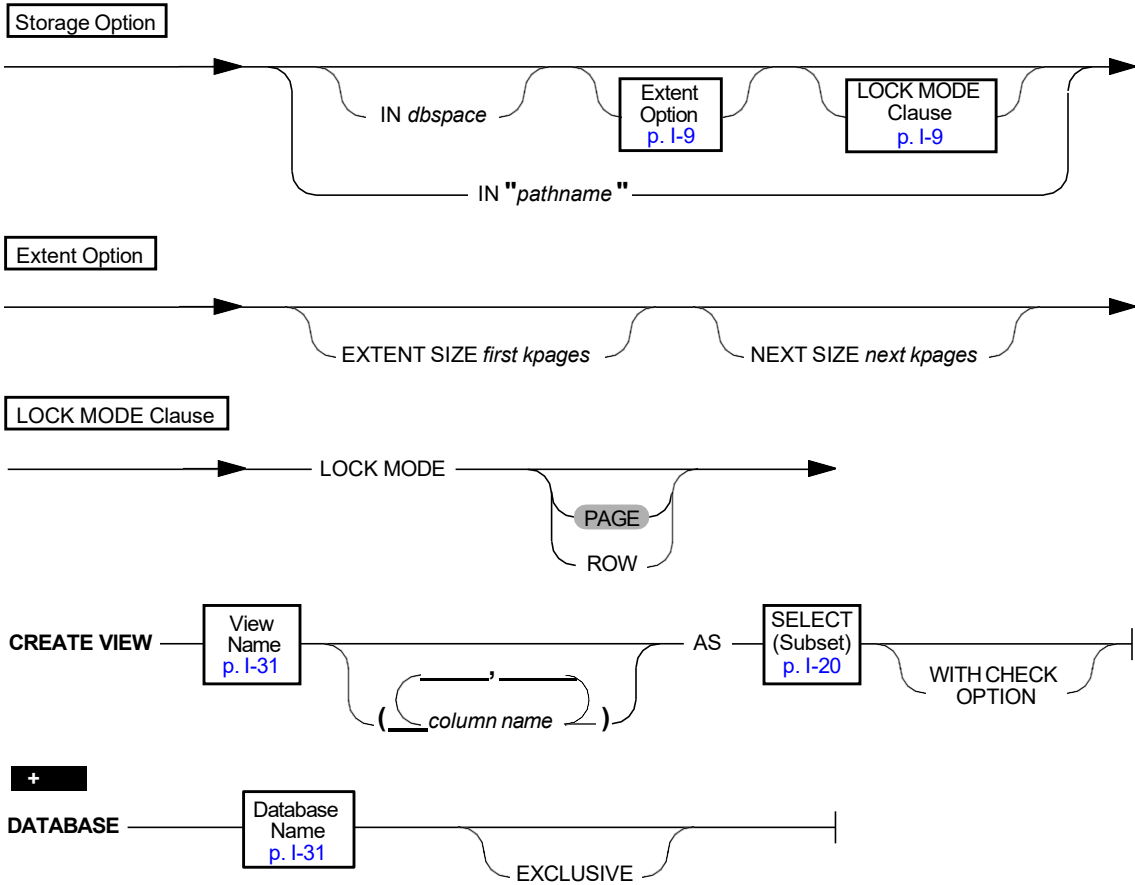 Storage Option
IN dbspace
Extent
Option
p. I-9
LOCK MODE
Clause
p. I-9
IN "pathname"
Extent Option
EXTENT SIZE first kpages
NEXT SIZE next kpages
LOCK MODE Clause
LOCK MODE
PAGE
ROW
CREATE VIEW
View
Name
p. I-31
,
( column name )
AS
SELECT
(Subset)
p. I-20
WITH CHECK
OPTION
+
DATABASE
Database
Name
p. I-31
EXCLUSIVE